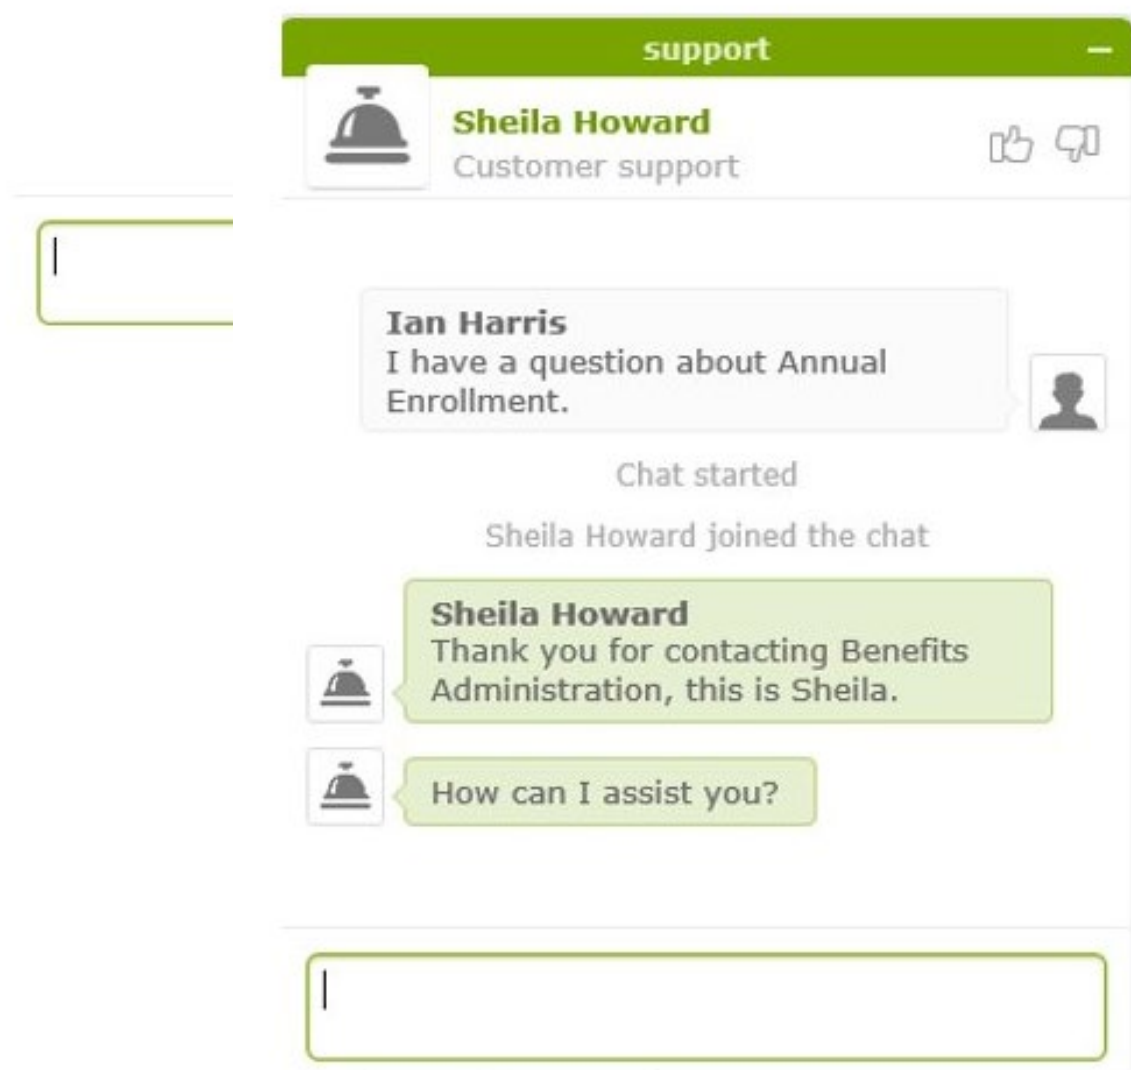 support
Sheila Howard
Customer support
Ian Harris
I have a question about Annual
Enrollment.
Chat started
Sheila Howard joined the chat
Sheila Howard
Thank you for contacting Benefits
Administration, this is Sheila.
How can I assist you?